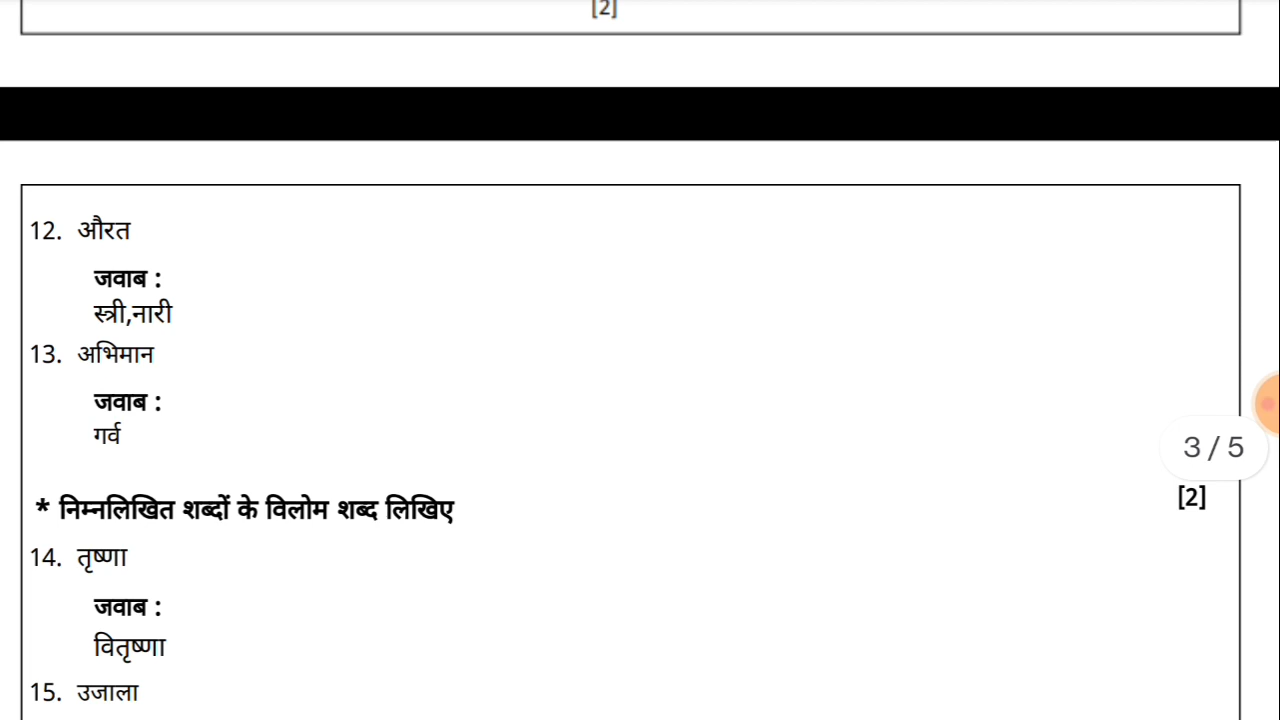 [2]
12. औरत
जवाब :
स्त्री,नारी
13. अभिमान
जवाब :
गर्व
3 / 5
* निम्नलिखित शब्दों के विलोम शब्द लिखिए [2]
14. तृष्णा
जवाब :
वितृष्णा
15. उजाला